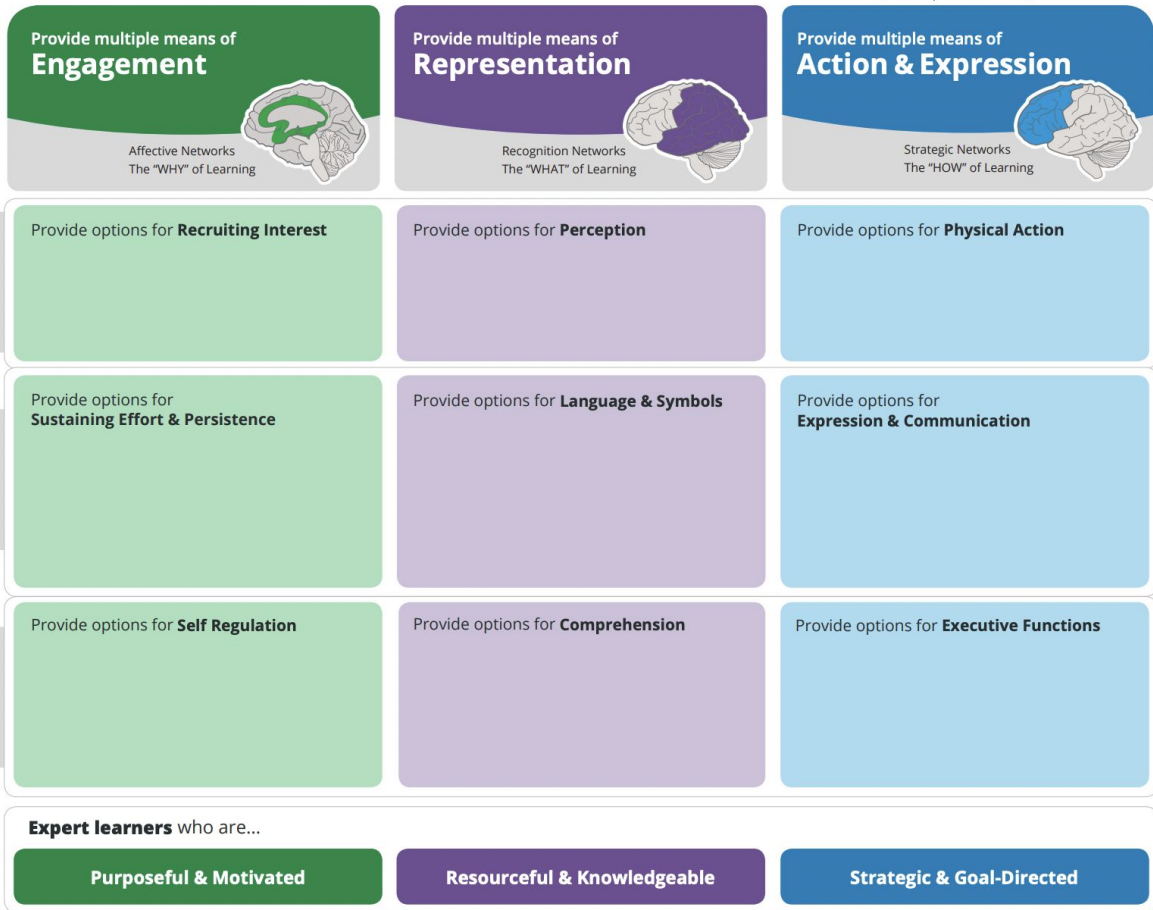 Provide multiple means of
Engagement
Affective Networks
The "WHY" of Learning
Provide multiple means of
Representation
Recognition Networks
The "WHAT" of Learning
Provide multiple means of
Action & Expression
Strategic Networks
The "HOW" of Learning
Provide options for Recruiting Interest
Provide options for Perception
Provide options for Physical Action
Provide options for
Sustaining Effort & Persistence
Provide options for Language & Symbols
Provide options for
Expression & Communication
Provide options for Self Regulation
Provide options for Comprehension
Provide options for Executive Functions
Expert learners who are...
Purposeful & Motivated
Resourceful & Knowledgeable
Strategic & Goal-Directed